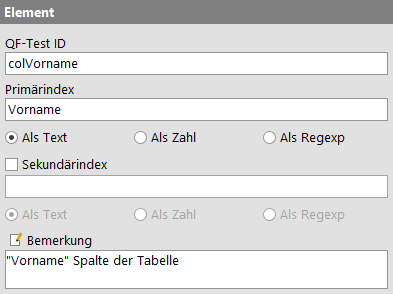 Element
QF-Test ID
colVorname
Primärindex
Vorname
Als Text Als Zahl Als Regexp
Sekundärindex
Als Text Als Zahl Als Regexp
Bemerkung
"Vorname" Spalte der Tabelle